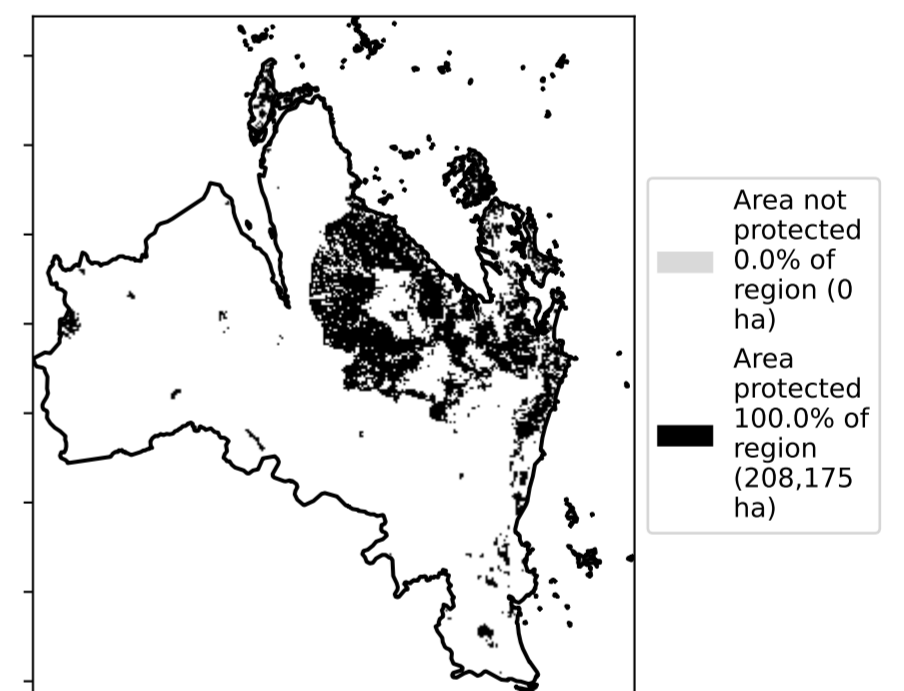 Area not
protected
0.0% of
region (0
ha)
Area
protected
100.0% of
region
(208,175
ha)